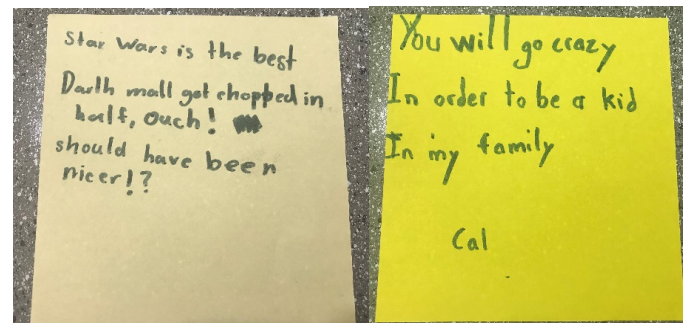 Star Wars is the best
Darth mall got chopped in
half, ouch!
should have been
nicer!?
You will go crazy
In order to be a kid
In my family
Cal